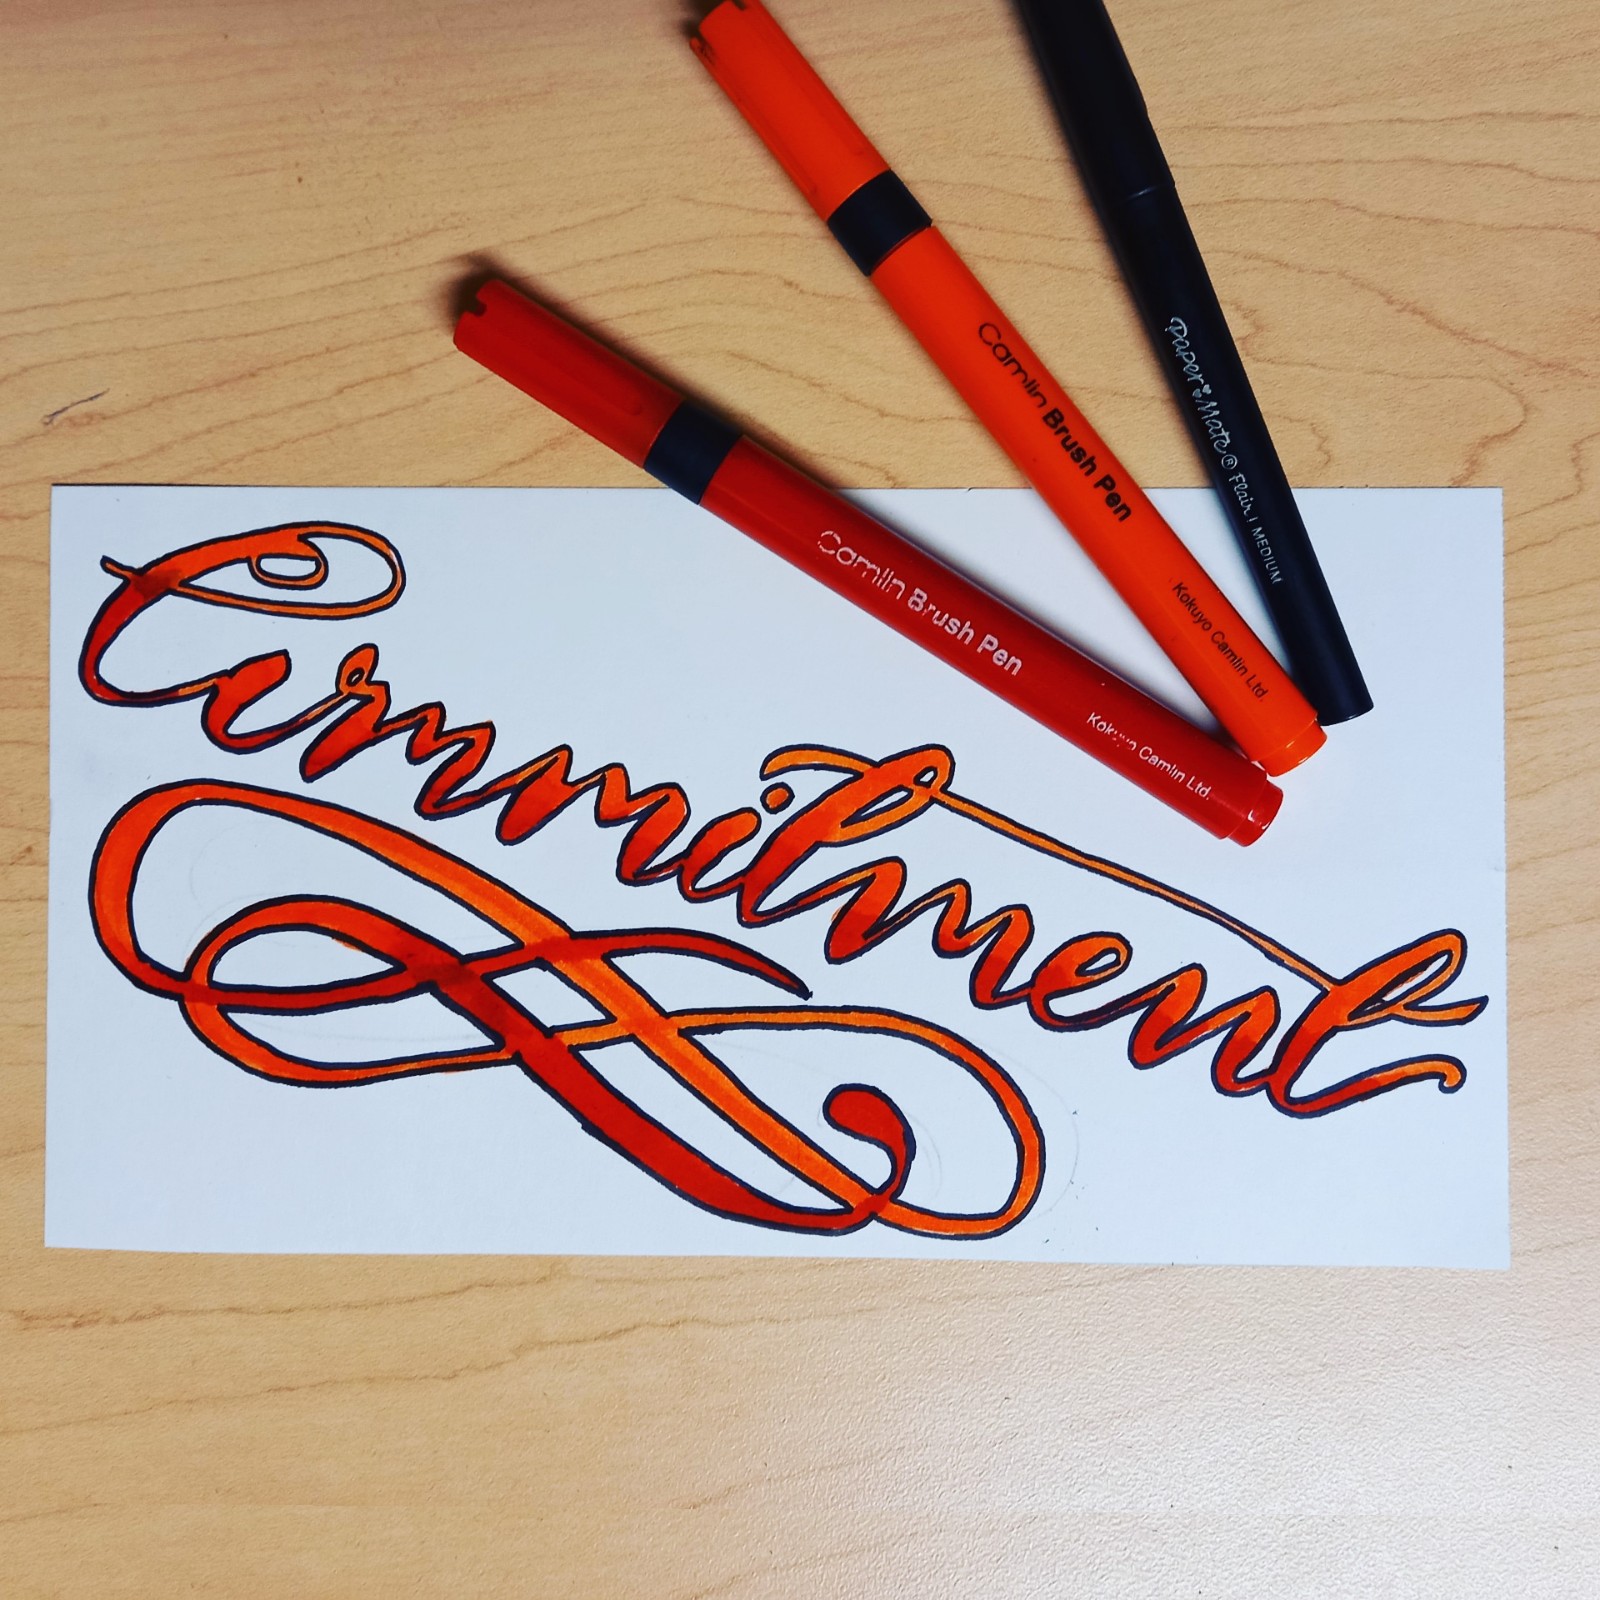 Commitment
Camlin Brush Pen
Kokuyo Camlin Ltd.
Camlin Brush Pen
Kokuyo Camlin Ltd.
Paper Mate® Flair! MEDIUM